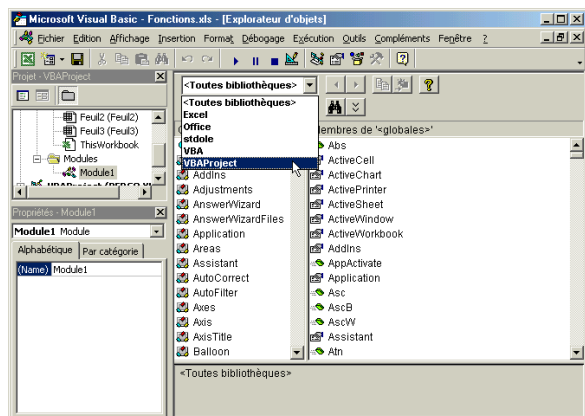 Microsoft Visual Basic - Fonctions.xls - [Explorateur d'objets]
Fichier Edition Affichage Insertion Format Débogage Exécution Outils Compléments Fenêtre ?
Projet - VBAProject
Feuil2 (Feuil2)
Feuil3 (Feuil3)
ThisWorkbook
Modules
Module1
Propriétés - Module1
Module1 Module
Alphabétique Par catégorie
(Name) Module1
<Toutes bibliothèques>
<Toutes bibliothèques>
Excel
Office
stdole
VBA
VBAProject
AddIns
Adjustments
AnswerWizard
AnswerWizardFiles
Application
Areas
Assistant
AutoCorrect
AutoFilter
Axes
Axis
AxisTitle
Balloon
embres de '<globales>'
Abs
ActiveCell
ActiveChart
ActivePrinter
ActiveSheet
ActiveWindow
ActiveWorkbook
AddIns
AppActivate
Application
Asc
AscB
AscW
Assistant
Atn
<Toutes bibliothèques>